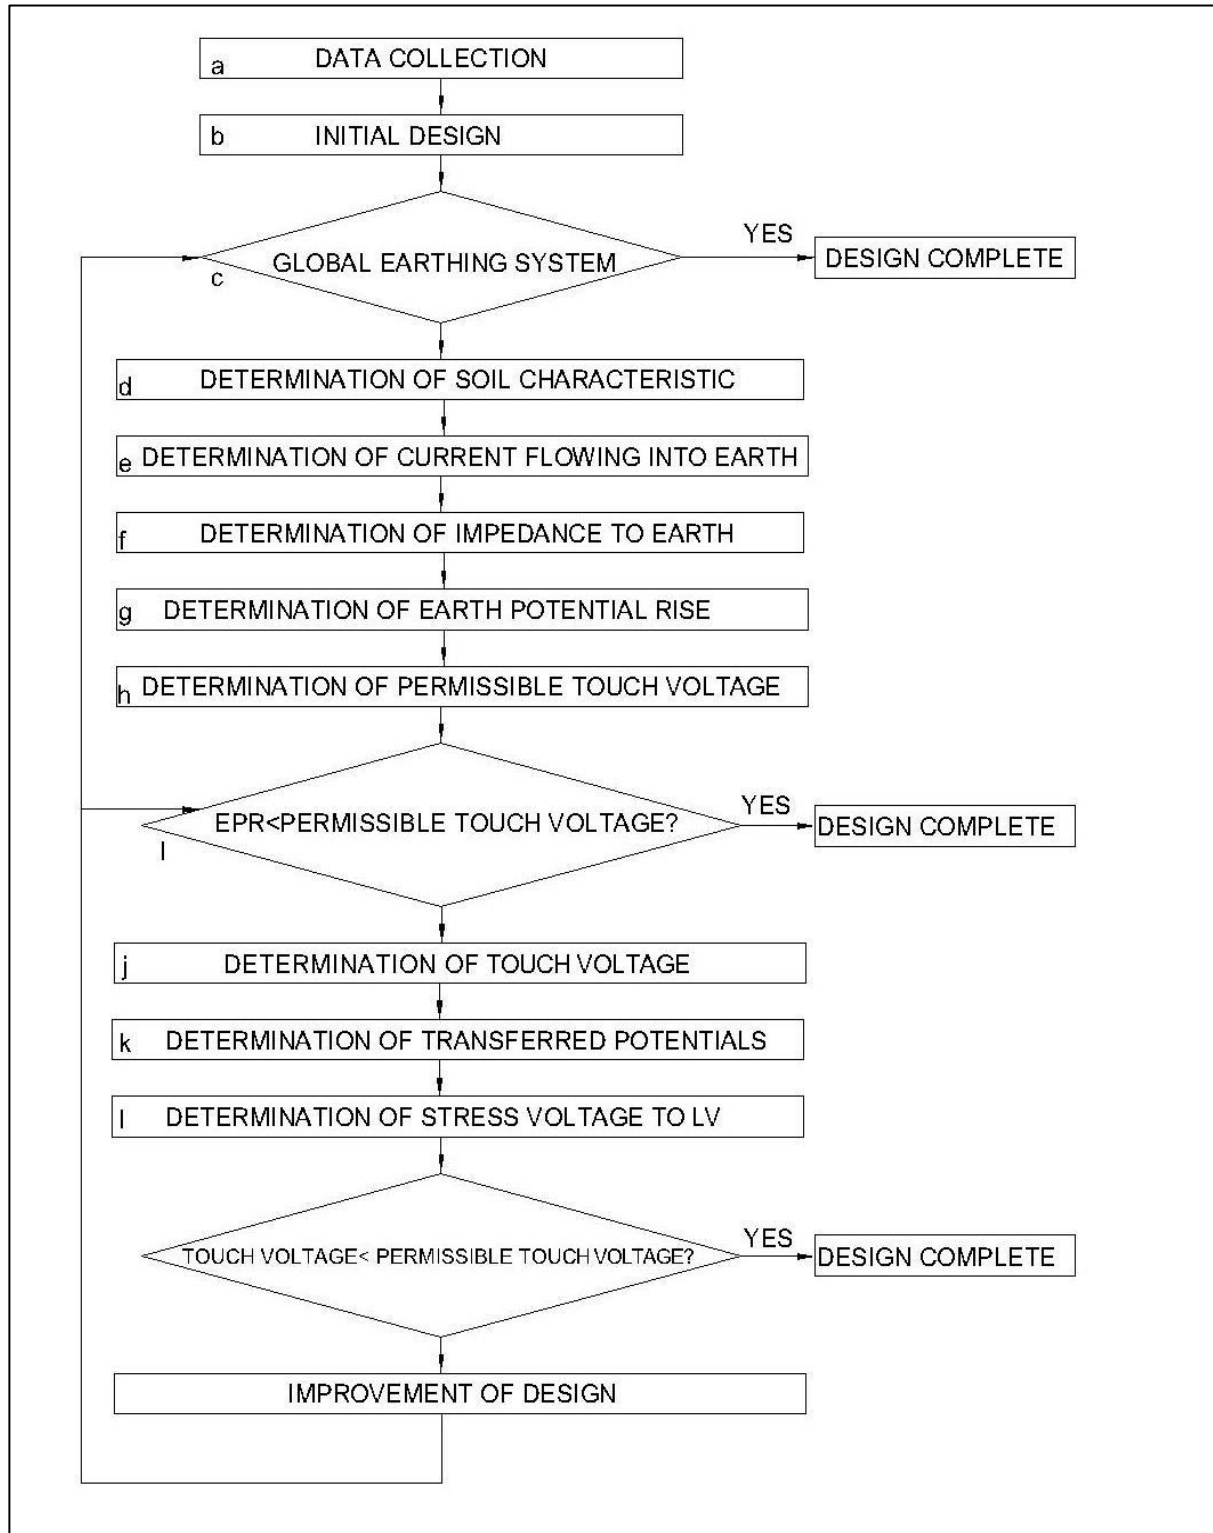 a DATA COLLECTION
b INITIAL DESIGN
YES
GLOBAL EARTHING SYSTEM
DESIGN COMPLETE
c
d DETERMINATION OF SOIL CHARACTERISTIC
e DETERMINATION OF CURRENT FLOWING INTO EARTH
f DETERMINATION OF IMPEDANCE TO EARTH
g DETERMINATION OF EARTH POTENTIAL RISE
h DETERMINATION OF PERMISSIBLE TOUCH VOLTAGE
YES
EPR<PERMISSIBLE TOUCH VOLTAGE?
DESIGN COMPLETE
I
j DETERMINATION OF TOUCH VOLTAGE
k DETERMINATION OF TRANSFERRED POTENTIALS
l DETERMINATION OF STRESS VOLTAGE TO LV
YES
TOUCH VOLTAGE< PERMISSIBLE TOUCH VOLTAGE?
DESIGN COMPLETE
IMPROVEMENT OF DESIGN